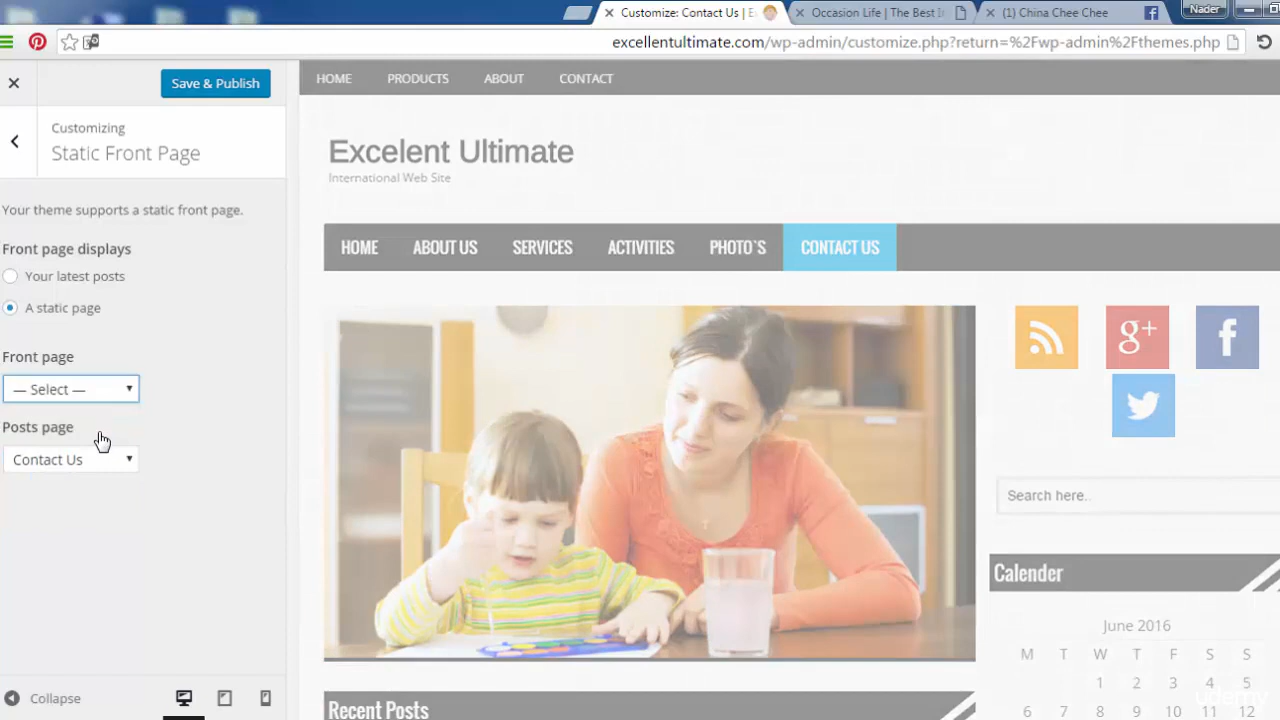 Customize: Contact Us | E
Occasion Life | The Best I
(1) China Chee Chee
Nader
excellentultimate.com/wp-admin/customize.php?return=%2Fwp-admin%2Fthemes.php
Save & Publish
Customizing
Static Front Page
Your theme supports a static front page.
Front page displays
Your latest posts
A static page
Front page
— Select —
Posts page
Contact Us
Collapse
HOME PRODUCTS ABOUT CONTACT
Excelent Ultimate
International Web Site
HOME ABOUT US SERVICES ACTIVITIES PHOTO`S CONTACT US
g+ f
Search here..
Calender
June 2016
M T W T F S S
1 2 3 4 5
6 7 8 9 10 11 12
Recent Posts
udemy